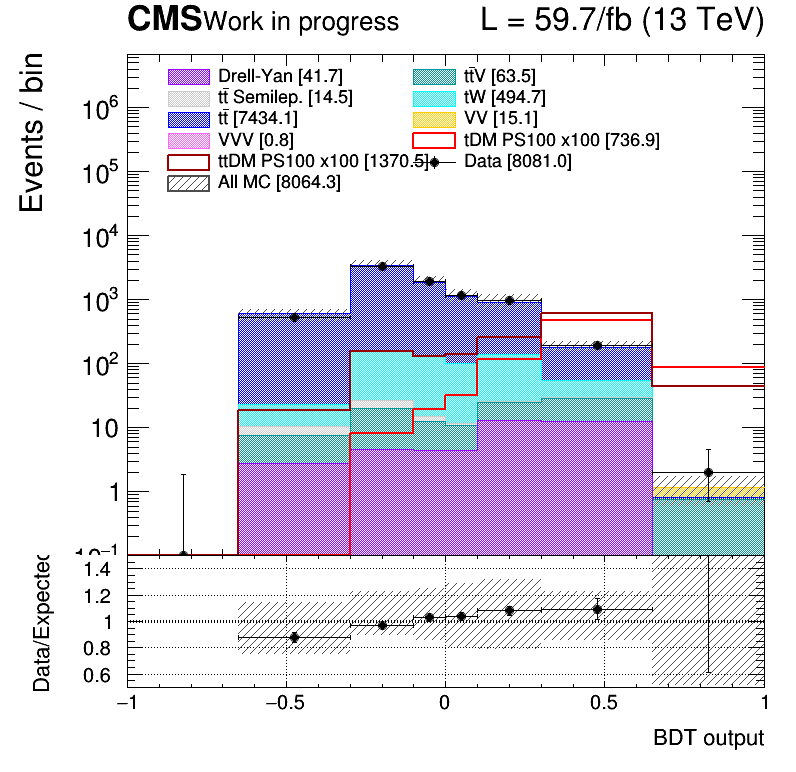 CMS Work in progress L = 59.7/fb (13 TeV)
Events / bin
10⁶
10⁵
10⁴
10³
10²
10
1
10⁻¹
Drell-Yan [41.7] tt̄V [63.5]
tt̄ Semilep. [14.5] tW [494.7]
tt̄ [7434.1] VV [15.1]
VVV [0.8] tDM PS100 x100 [736.9]
ttDM PS100 x100 [1370.5] Data [8081.0]
All MC [8064.3]
Data/Expected
1.4
1.2
1
0.8
0.6
−1 −0.5 0 0.5 1
BDT output